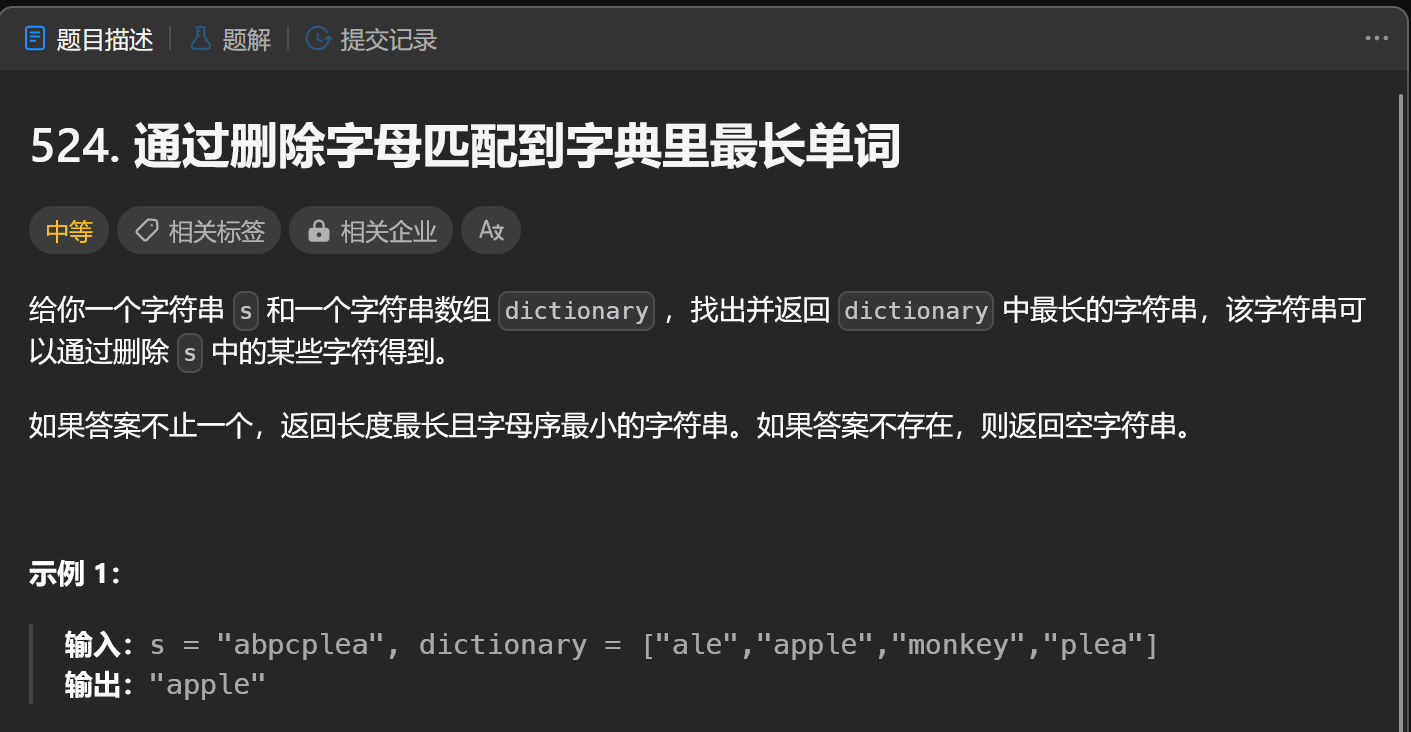 题目描述 题解 提交记录
524. 通过删除字母匹配到字典里最长单词
中等 相关标签 相关企业
给你一个字符串 s 和一个字符串数组 dictionary ，找出并返回 dictionary 中最长的字符串，该字符串可
以通过删除 s 中的某些字符得到。
如果答案不止一个，返回长度最长且字母序最小的字符串。如果答案不存在，则返回空字符串。
示例 1：
输入：s = "abpcplea", dictionary = ["ale","apple","monkey","plea"]
输出："apple"